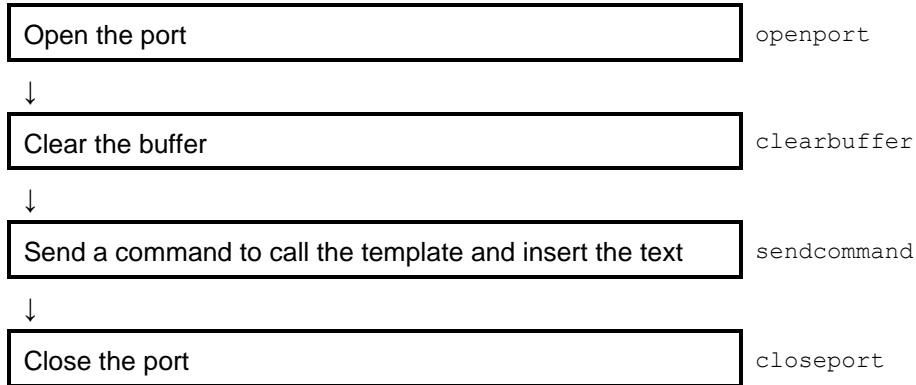 Open the port openport
↓
Clear the buffer clearbuffer
↓
Send a command to call the template and insert the text sendcommand
↓
Close the port closeport